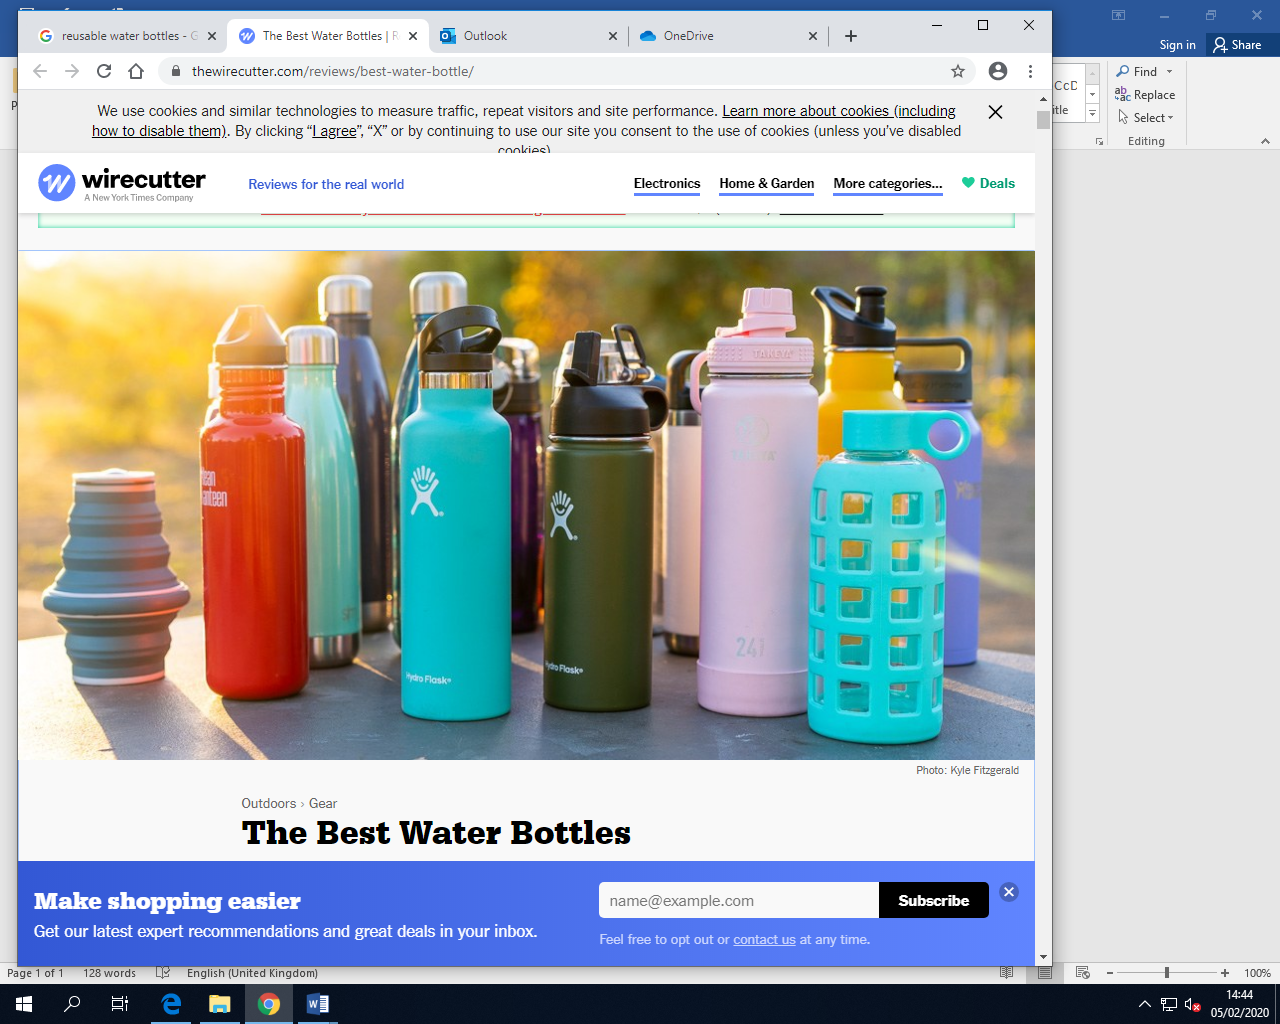 reusable water bottles - G
The Best Water Bottles | R
Outlook
OneDrive
Sign in
Share
thewirecutter.com/reviews/best-water-bottle/
Find
Replace
Select
Editing
We use cookies and similar technologies to measure traffic, repeat visitors and site performance. Learn more about cookies (including
how to disable them). By clicking “I agree”, “X” or by continuing to use our site you consent to the use of cookies (unless you’ve disabled
cookies)
wirecutter
A New York Times Company
Reviews for the real world
Electronics
Home & Garden
More categories...
Deals
TAKEYA
Hydro Flask
Hydro Flask
24
Photo: Kyle Fitzgerald
Outdoors › Gear
The Best Water Bottles
Make shopping easier
Get our latest expert recommendations and great deals in your inbox.
name@example.com
Subscribe
Feel free to opt out or contact us at any time.
Page 1 of 1
128 words
English (United Kingdom)
100%
14:44
05/02/2020